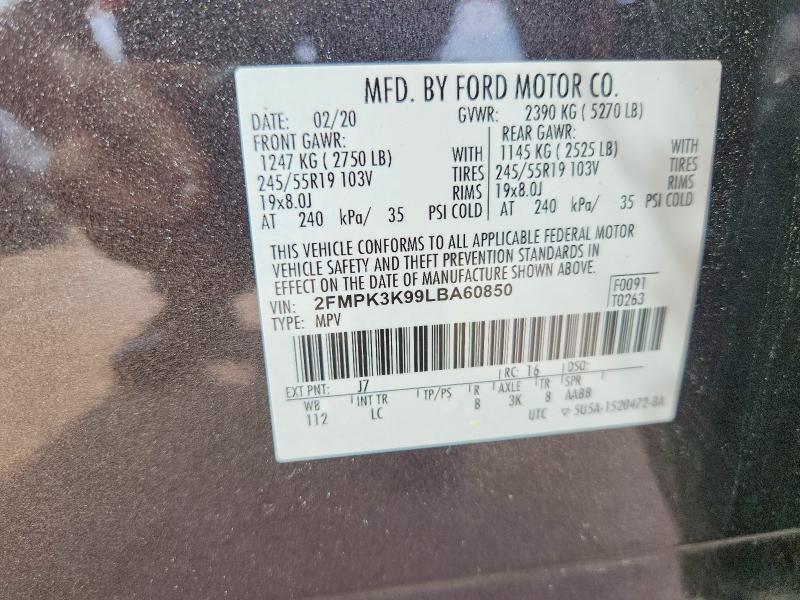 MFD. BY FORD MOTOR CO.
DATE: 02/20 GVWR: 2390 KG ( 5270 LB)
FRONT GAWR: REAR GAWR:
1247 KG ( 2750 LB) WITH 1145 KG ( 2525 LB) WITH
245/55R19 103V TIRES 245/55R19 103V TIRES
19x8.0J RIMS 19x8.0J RIMS
AT 240 kPa/ 35 PSI COLD AT 240 kPa/ 35 PSI COLD
THIS VEHICLE CONFORMS TO ALL APPLICABLE FEDERAL MOTOR
VEHICLE SAFETY AND THEFT PREVENTION STANDARDS IN
EFFECT ON THE DATE OF MANUFACTURE SHOWN ABOVE.
VIN: 2FMPK3K99LBA60850 F0091
TYPE: MPV T0263
EXT PNT: J7 RC: 16 DSO:
WB INT TR TP/PS R AXLE TR SPR
112 LC B 3K 8 AABB
UTC ▽ 5U5A-1520472-BA